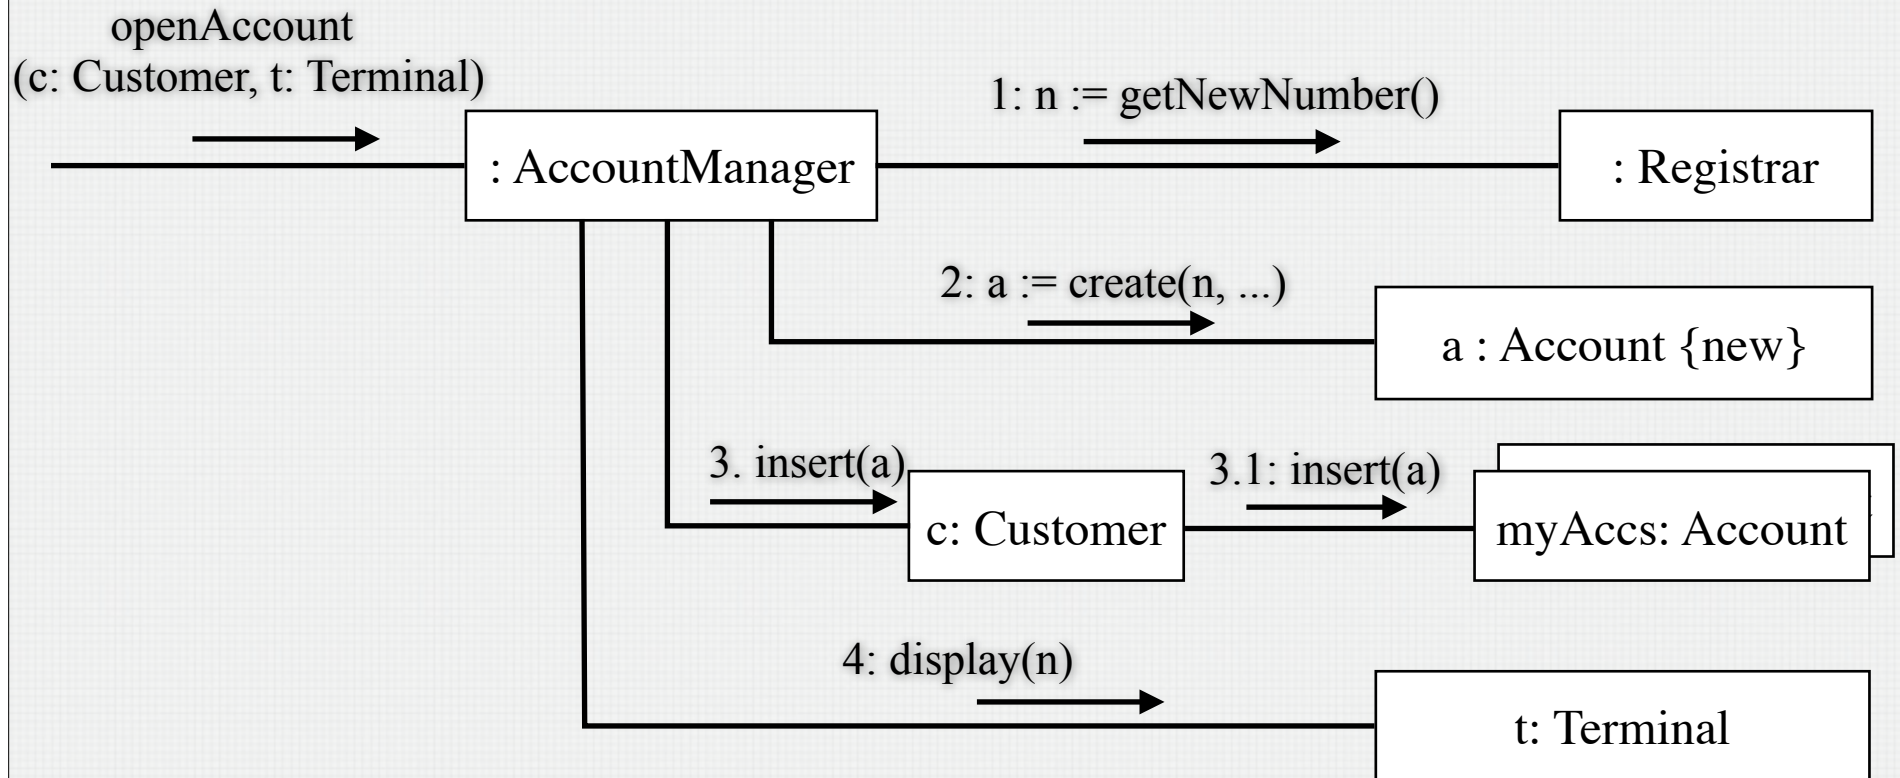 openAccount
(c: Customer, t: Terminal)
1: n := getNewNumber()
: AccountManager
: Registrar
2: a := create(n, ...)
a : Account {new}
3. insert(a)
3.1: insert(a)
c: Customer
myAccs: Account
4: display(n)
t: Terminal